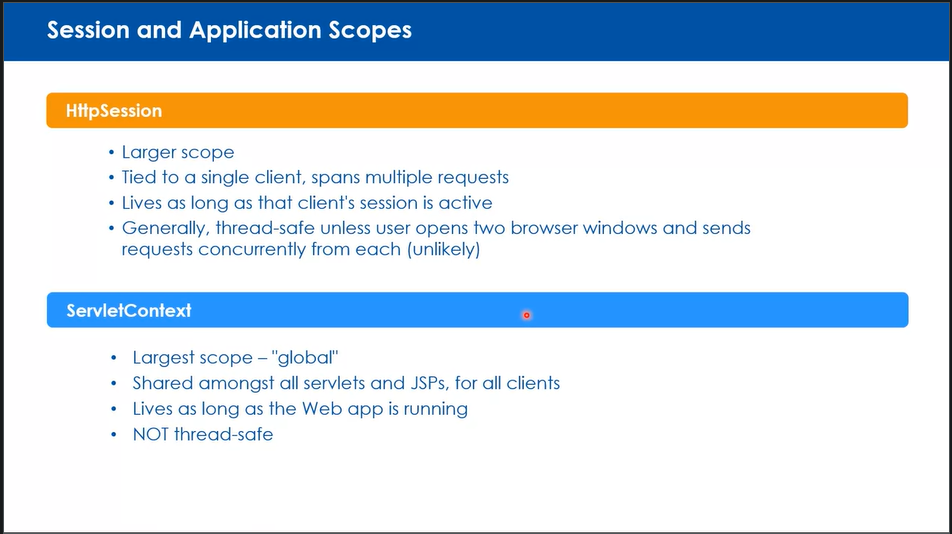 Session and Application Scopes
HttpSession
• Larger scope
• Tied to a single client, spans multiple requests
• Lives as long as that client's session is active
• Generally, thread-safe unless user opens two browser windows and sends
requests concurrently from each (unlikely)
ServletContext
• Largest scope – "global"
• Shared amongst all servlets and JSPs, for all clients
• Lives as long as the Web app is running
• NOT thread-safe